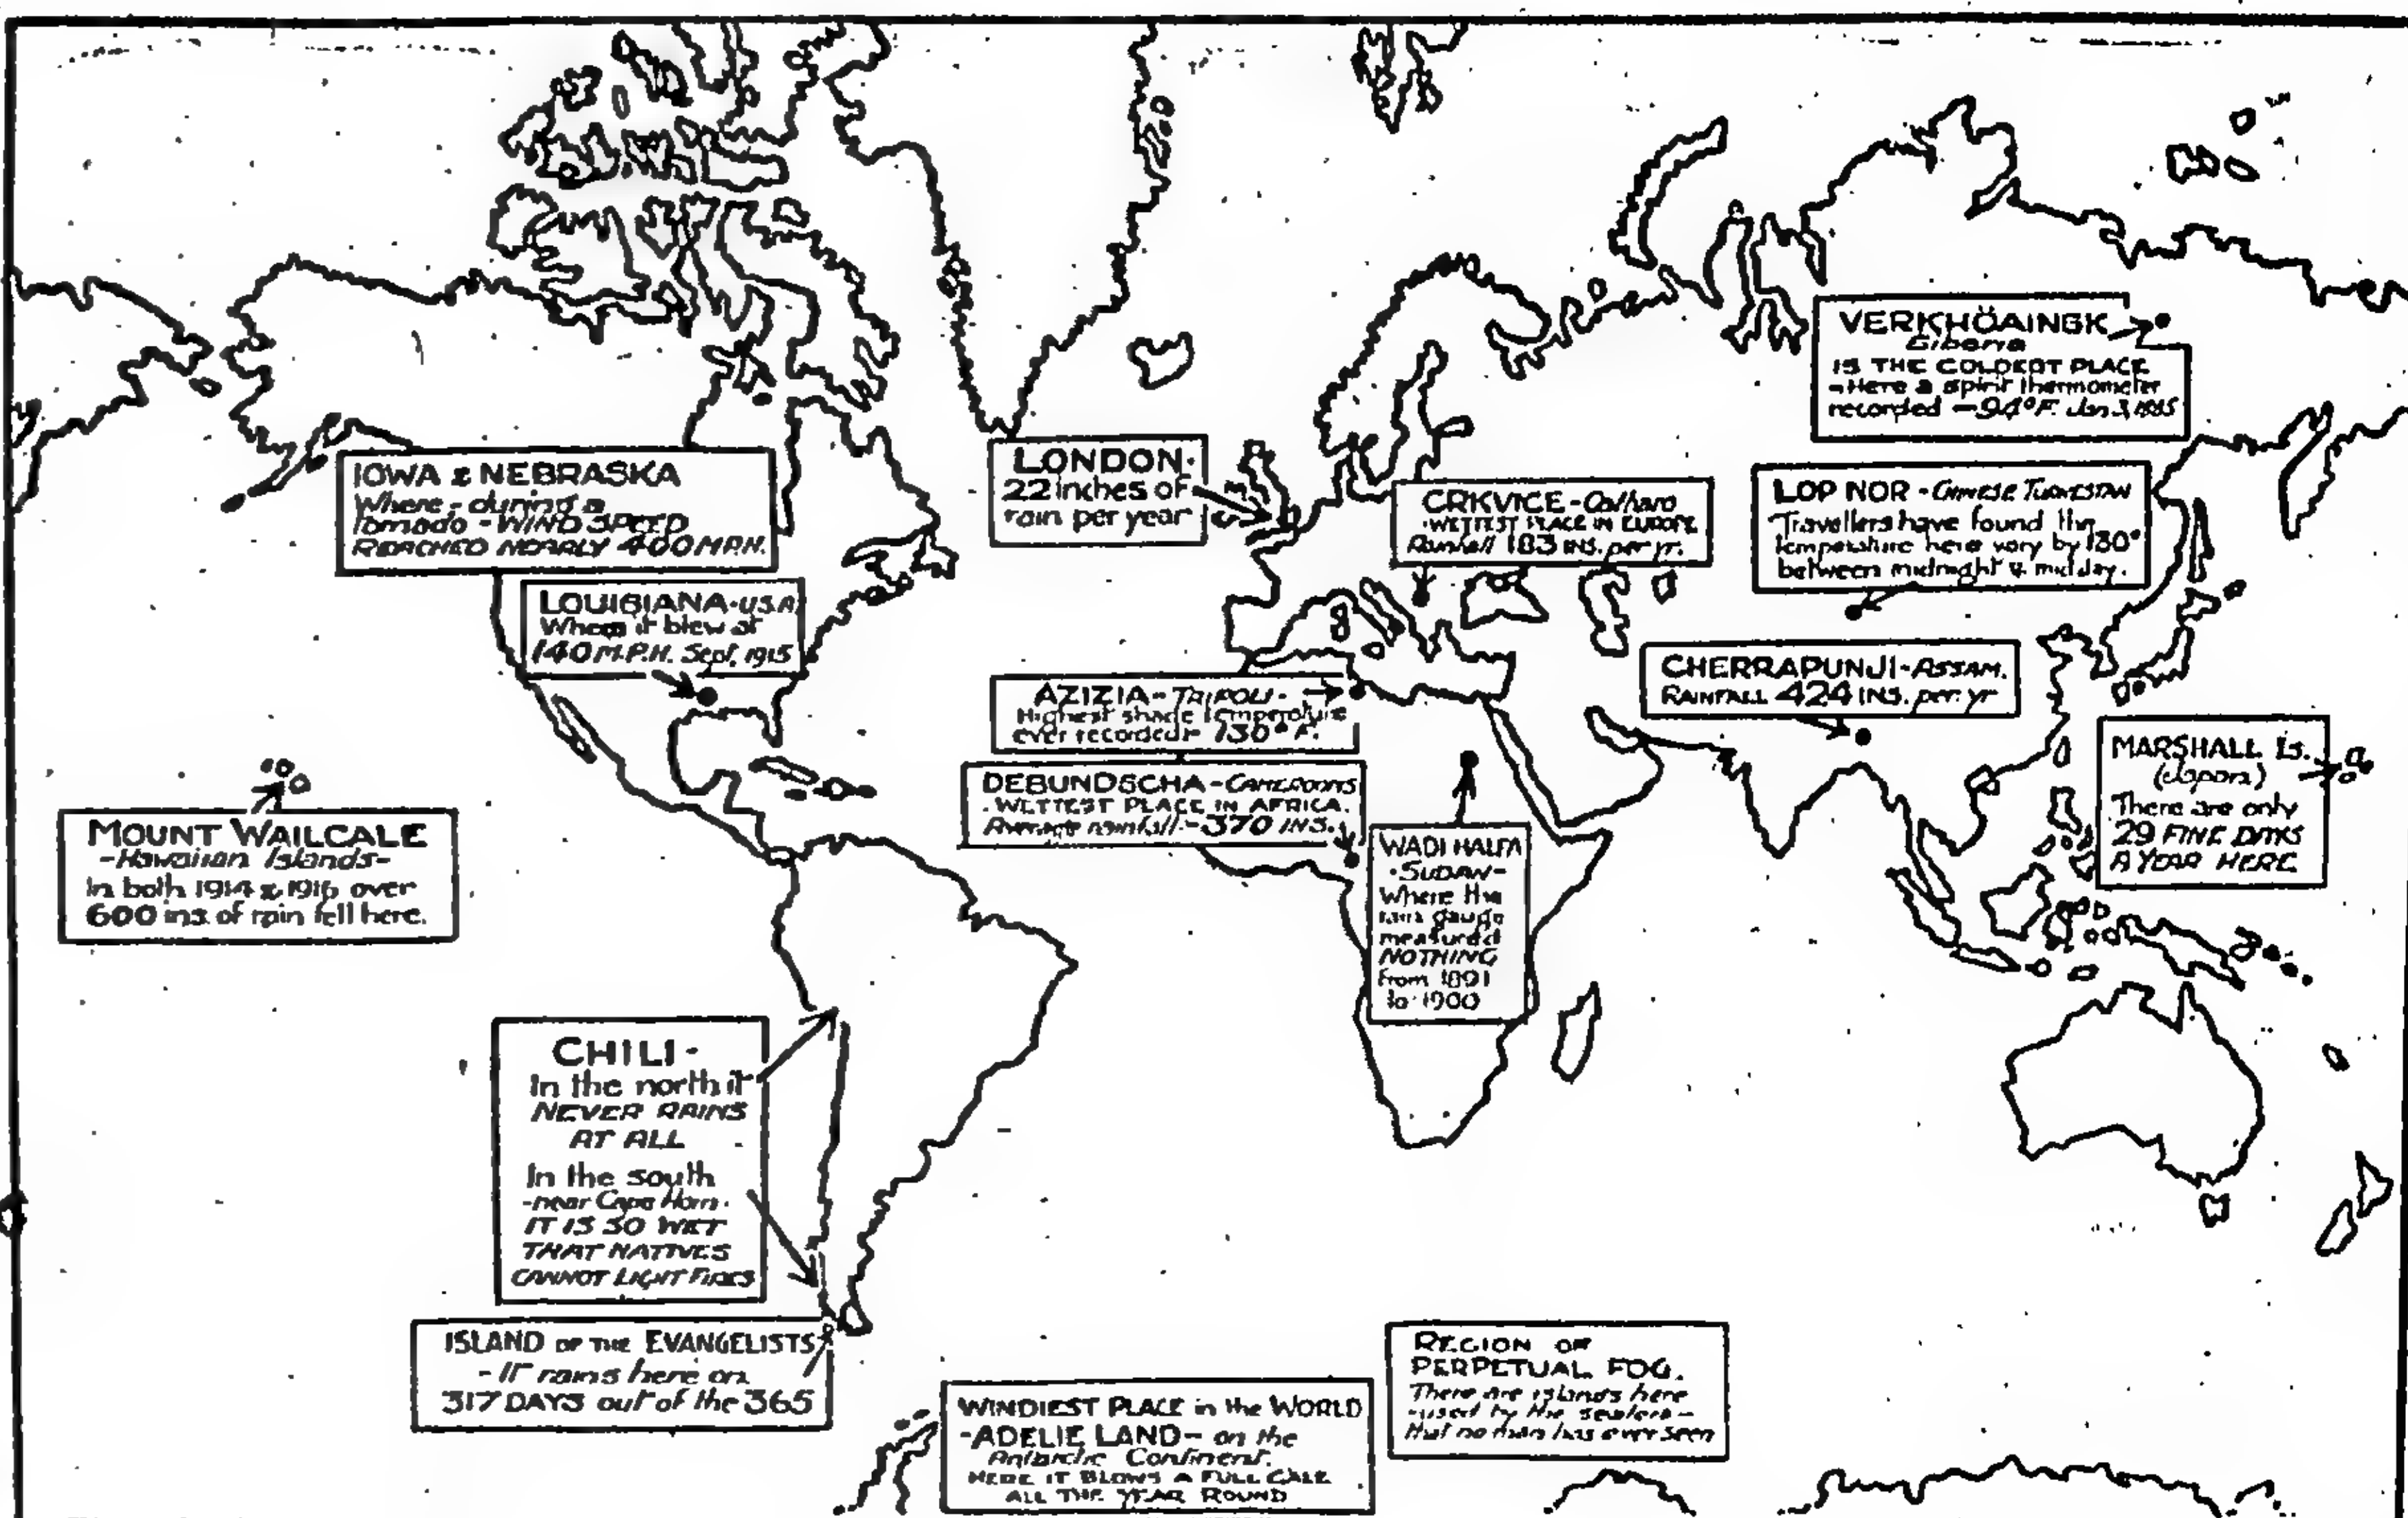 VERKHÖAINSK
Siberia
IS THE COLDEST PLACE
-Here a spirit thermometer
recorded -94°F. Jan 3, 1885
IOWA & NEBRASKA
Where - during a
Tornado - WIND SPEED
REACHED NEARLY 400 M.P.H.
LONDON.
22 inches of
rain per year
CRKVICE -
WETTEST PLACE IN EUROPE
Rainfall 183 INS. per yr.
LOP NOR - CHINESE TURKESTAN
Travellers have found the
temperature here vary by 130°
between midnight & midday.
LOUISIANA - USA
Where it blew at
140 M.P.H. Sept, 1915
AZIZIA - TRIPOLI -
Highest shade temperature
ever recorded - 130° F.
CHERRAPUNJI - ASSAM.
RAINFALL 424 INS. per yr
MARSHALL Is.
(Japan)
There are only
29 FINE DAYS
A YEAR HERE
DEBUNDSCHA - CAMEROONS
WETTEST PLACE IN AFRICA.
Average rainfall - 370 INS.
MOUNT WAILCALE
-Hawaiian Islands-
In both 1914 & 1916 over
600 ins. of rain fell here.
WADI HALFA
-SUDAN-
Where the
rain gauge
measured
NOTHING
from 1891
to 1900
CHILI -
In the north it
NEVER RAINS
AT ALL
In the south
-near Cape Horn-
IT IS SO WET
THAT NATIVES
CANNOT LIGHT FIRES
ISLAND OF THE EVANGELISTS
- It rains here on
317 DAYS out of the 365
REGION OF
PERPETUAL FOG.
There are islands here
-used by the sealers-
that no man has ever seen
WINDIEST PLACE in the WORLD
-ADELIE LAND- on the
Antarctic Continent.
HERE IT BLOWS A FULL GALE
ALL THE YEAR ROUND